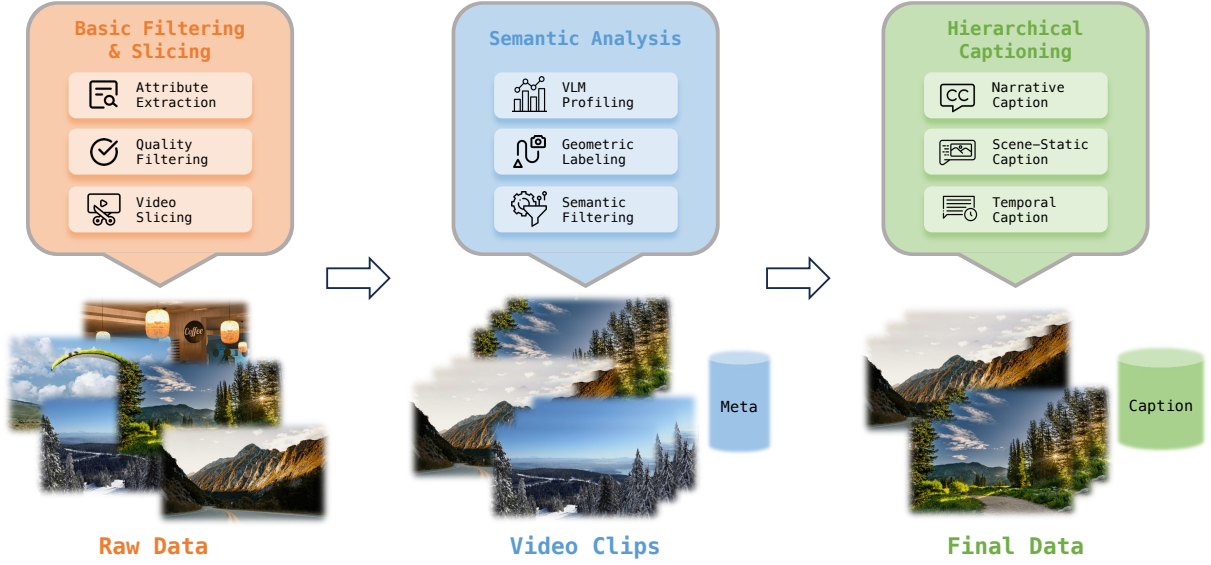 Basic Filtering
& Slicing
Attribute
Extraction
Quality
Filtering
Video
Slicing
Semantic Analysis
VLM
Profiling
Geometric
Labeling
Semantic
Filtering
Hierarchical
Captioning
CC
Narrative
Caption
Scene-Static
Caption
Temporal
Caption
Coffee
Meta
Caption
Raw Data
Video Clips
Final Data